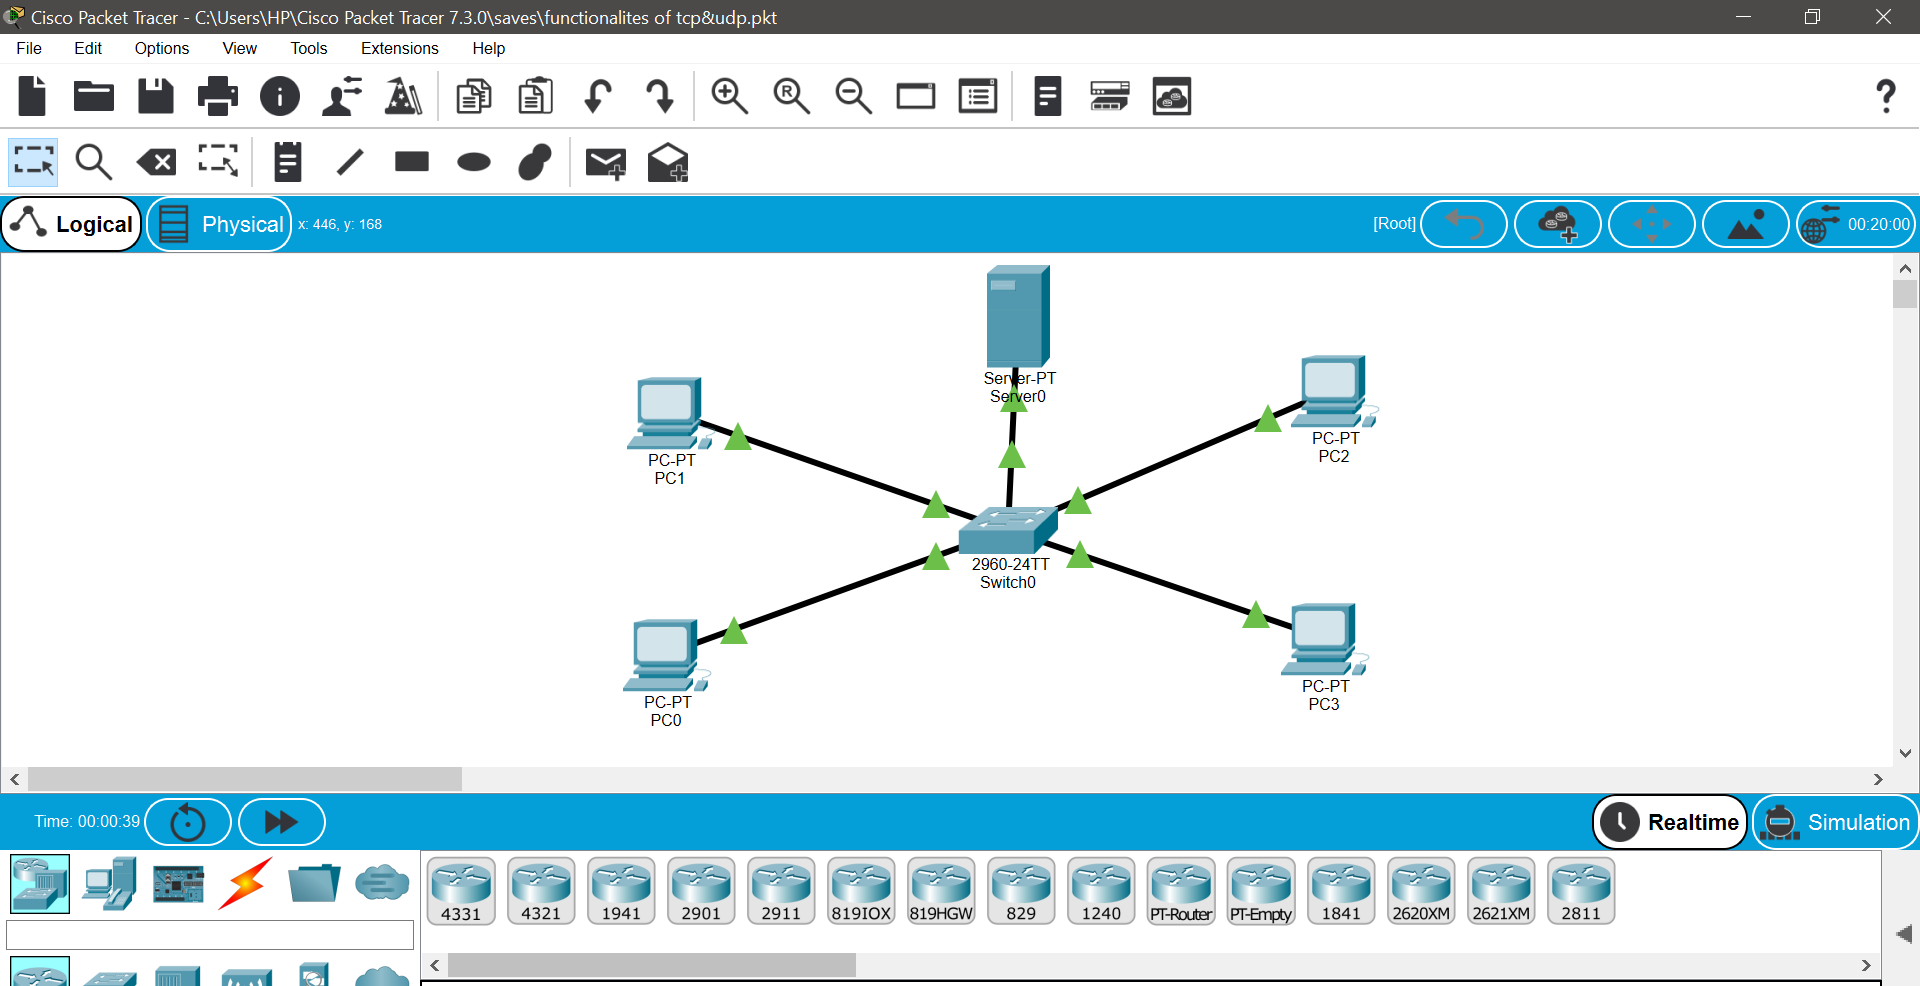 Cisco Packet Tracer - C:\Users\HP\Cisco Packet Tracer 7.3.0\saves\functionalites of tcp&udp.pkt
File Edit Options View Tools Extensions Help
Logical Physical x: 446, y: 168 [Root] 00:20:00
Server-PT
Server0
PC-PT
PC2
PC-PT
PC1
2960-24TT
Switch0
PC-PT
PC3
PC-PT
PC0
Time: 00:00:39 Realtime Simulation
4331 4321 1941 2901 2911 819IOX 819HGW 829 1240 PT-Router PT-Empty 1841 2620XM 2621XM 2811